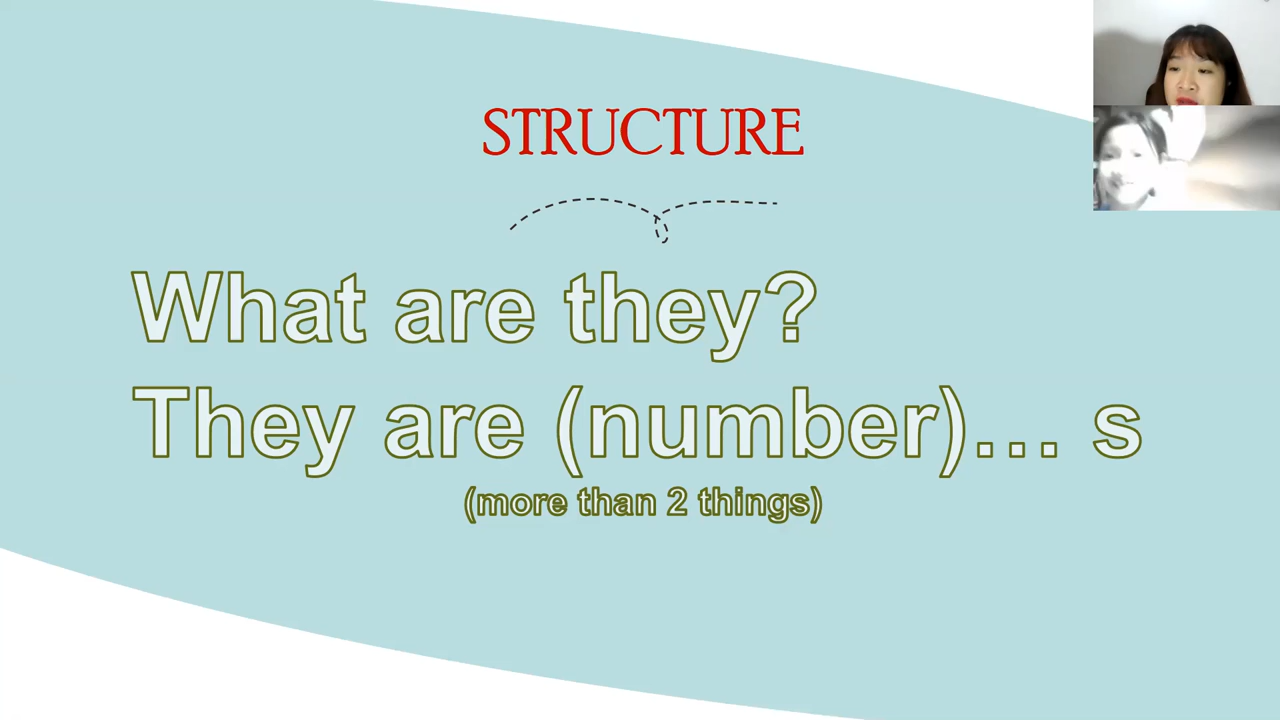 STRUCTURE
What are they?
They are (number)... s
(more than 2 things)